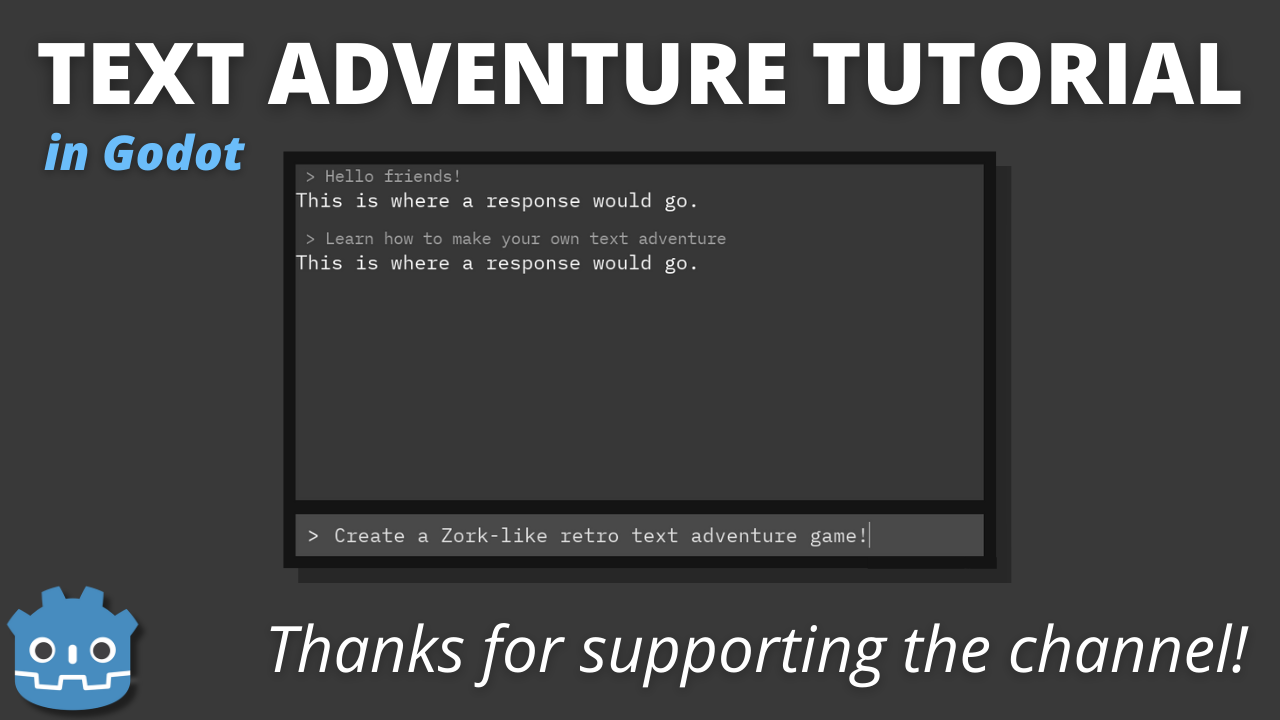 TEXT ADVENTURE TUTORIAL
in Godot
> Hello friends!
This is where a response would go.
> Learn how to make your own text adventure
This is where a response would go.
> Create a Zork-like retro text adventure game!
Thanks for supporting the channel!